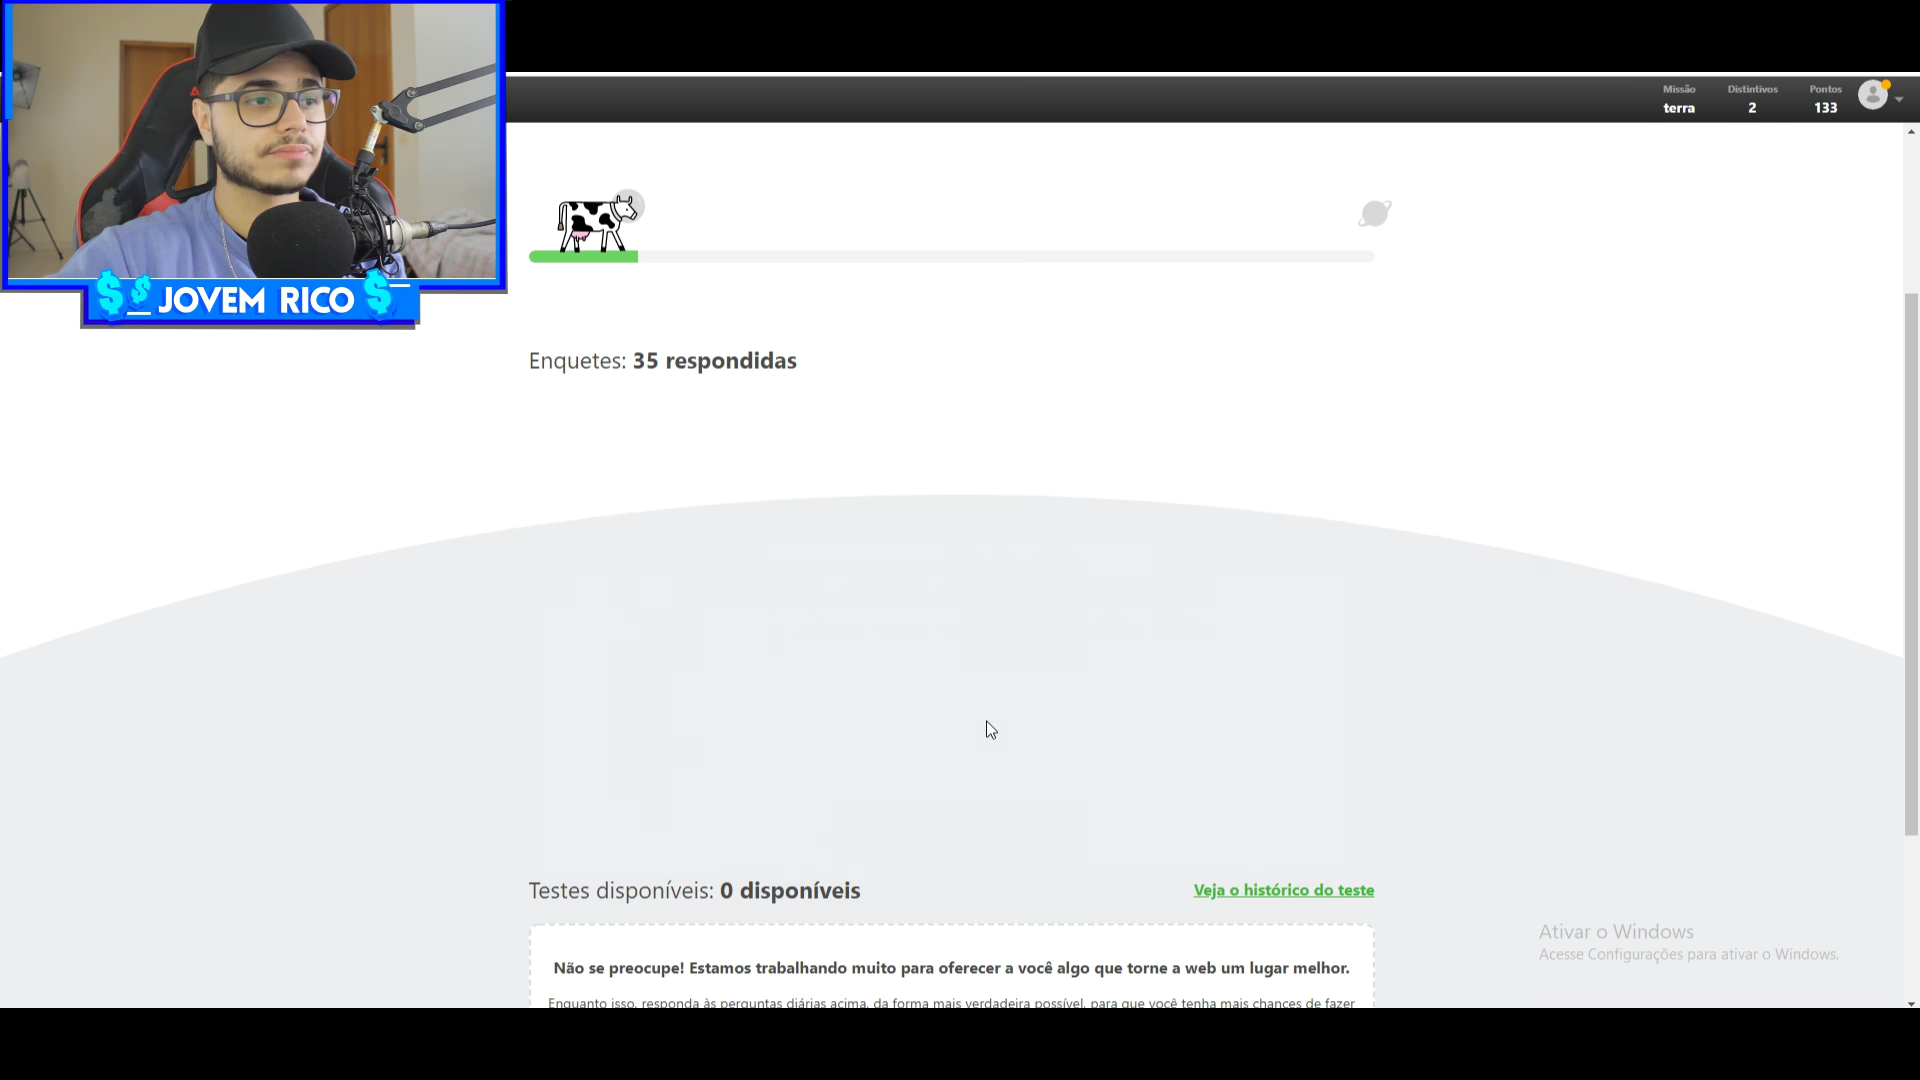 JOVEM RICO
Missão
terra
Distintivos
2
Pontos
133
Enquetes: 35 respondidas
Testes disponíveis: 0 disponíveis
Veja o histórico do teste
Não se preocupe! Estamos trabalhando muito para oferecer a você algo que torne a web um lugar melhor.
Enquanto isso, responda às perguntas diárias acima, da forma mais verdadeira possível, para que você tenha mais chances de fazer
Ativar o Windows
Acesse Configurações para ativar o Windows.